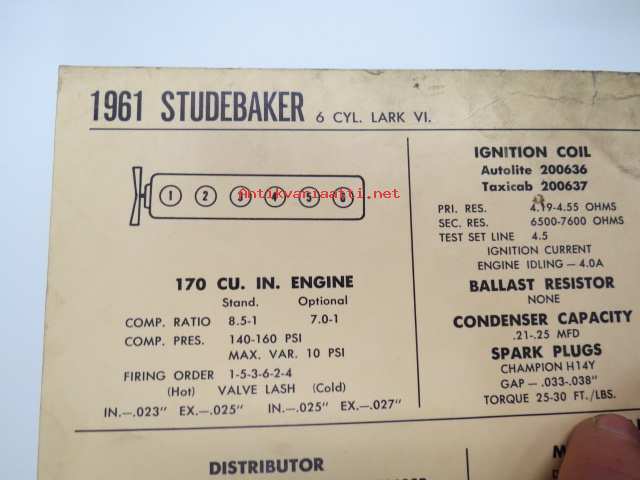 1961 STUDEBAKER 6 CYL. LARK VI.
1 2 3 4 5 6
Antikvariaatti.net
170 CU. IN. ENGINE
Stand. Optional
COMP. RATIO 8.5-1 7.0-1
COMP. PRES. 140-160 PSI
MAX. VAR. 10 PSI
FIRING ORDER 1-5-3-6-2-4
(Hot) VALVE LASH (Cold)
IN.—.023" EX.—.025" IN.—.025" EX.—.027"
DISTRIBUTOR
IGNITION COIL
Autolite 200636
Taxicab 200637
PRI. RES. 4.19-4.55 OHMS
SEC. RES. 6500-7600 OHMS
TEST SET LINE 4.5
IGNITION CURRENT
ENGINE IDLING — 4.0A
BALLAST RESISTOR
NONE
CONDENSER CAPACITY
.21-.25 MFD
SPARK PLUGS
CHAMPION H14Y
GAP — .033-.038"
TORQUE 25-30 FT./LBS.